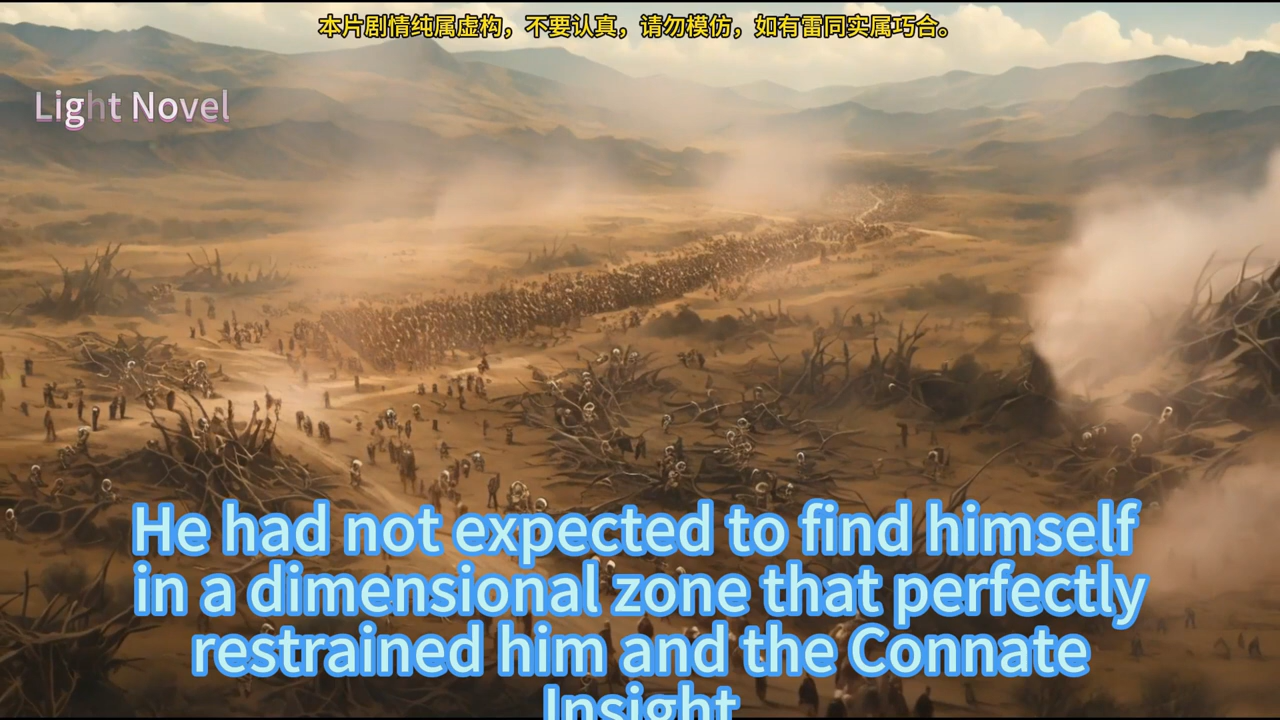 本片剧情纯属虚构，不要认真，请勿模仿，如有雷同实属巧合。
Light Novel
He had not expected to find himself
in a dimensional zone that perfectly
restrained him and the Connate
Insight